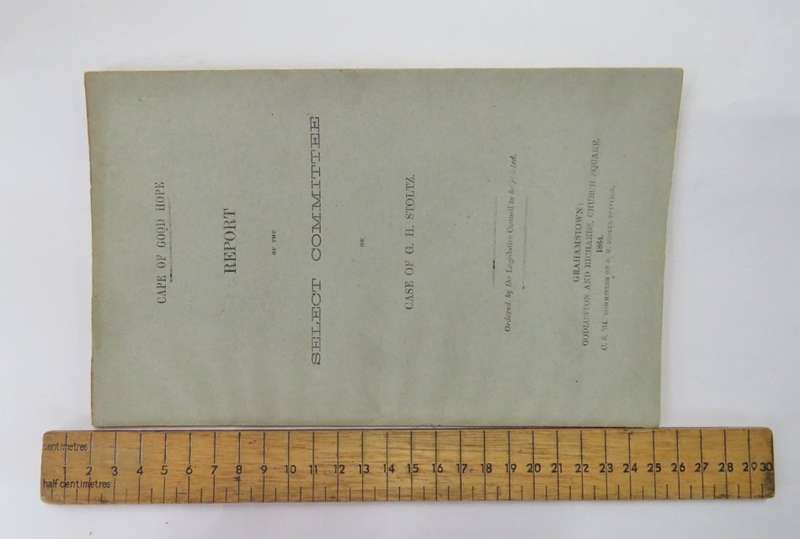 CAPE OF GOOD HOPE
REPORT
OF THE
SELECT COMMITTEE
ON
CASE OF G. H. STOLTZ.
Ordered by the Legislative Council to be printed.
GRAHAMSTOWN:
GODLONTON AND RICHARDS, CHURCH SQUARE,
1864.
centimetres
1 2 3 4 5 6 7 8 9 10 11 12 13 14 15 16 17 18 19 20 21 22 23 24 25 26 27 28 29 30
half centimetres